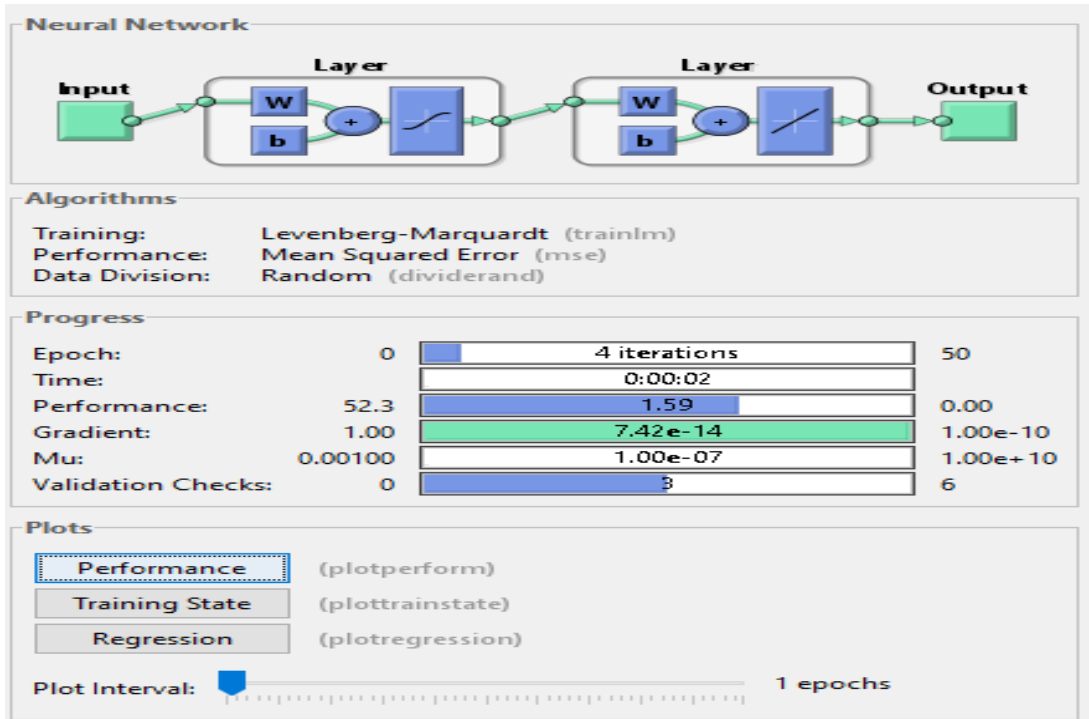 Neural Network
Layer Layer
Input Output
W W
+ +
b b
Algorithms
Training: Levenberg-Marquardt (trainlm)
Performance: Mean Squared Error (mse)
Data Division: Random (dividerand)
Progress
Epoch: 0 4 iterations 50
Time: 0:00:02
Performance: 52.3 1.59 0.00
Gradient: 1.00 7.42e-14 1.00e-10
Mu: 0.00100 1.00e-07 1.00e+10
Validation Checks: 0 3 6
Plots
Performance (plotperform)
Training State (plottrainstate)
Regression (plotregression)
Plot Interval: 1 epochs